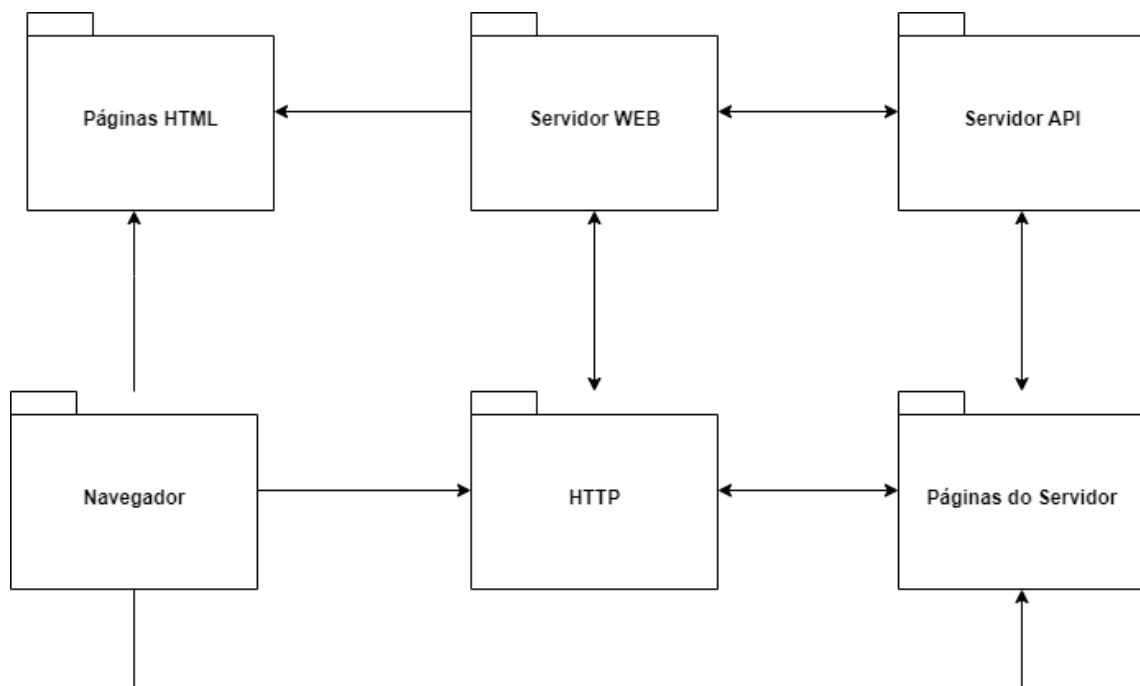 Páginas HTML
Servidor WEB
Servidor API
Navegador
HTTP
Páginas do Servidor